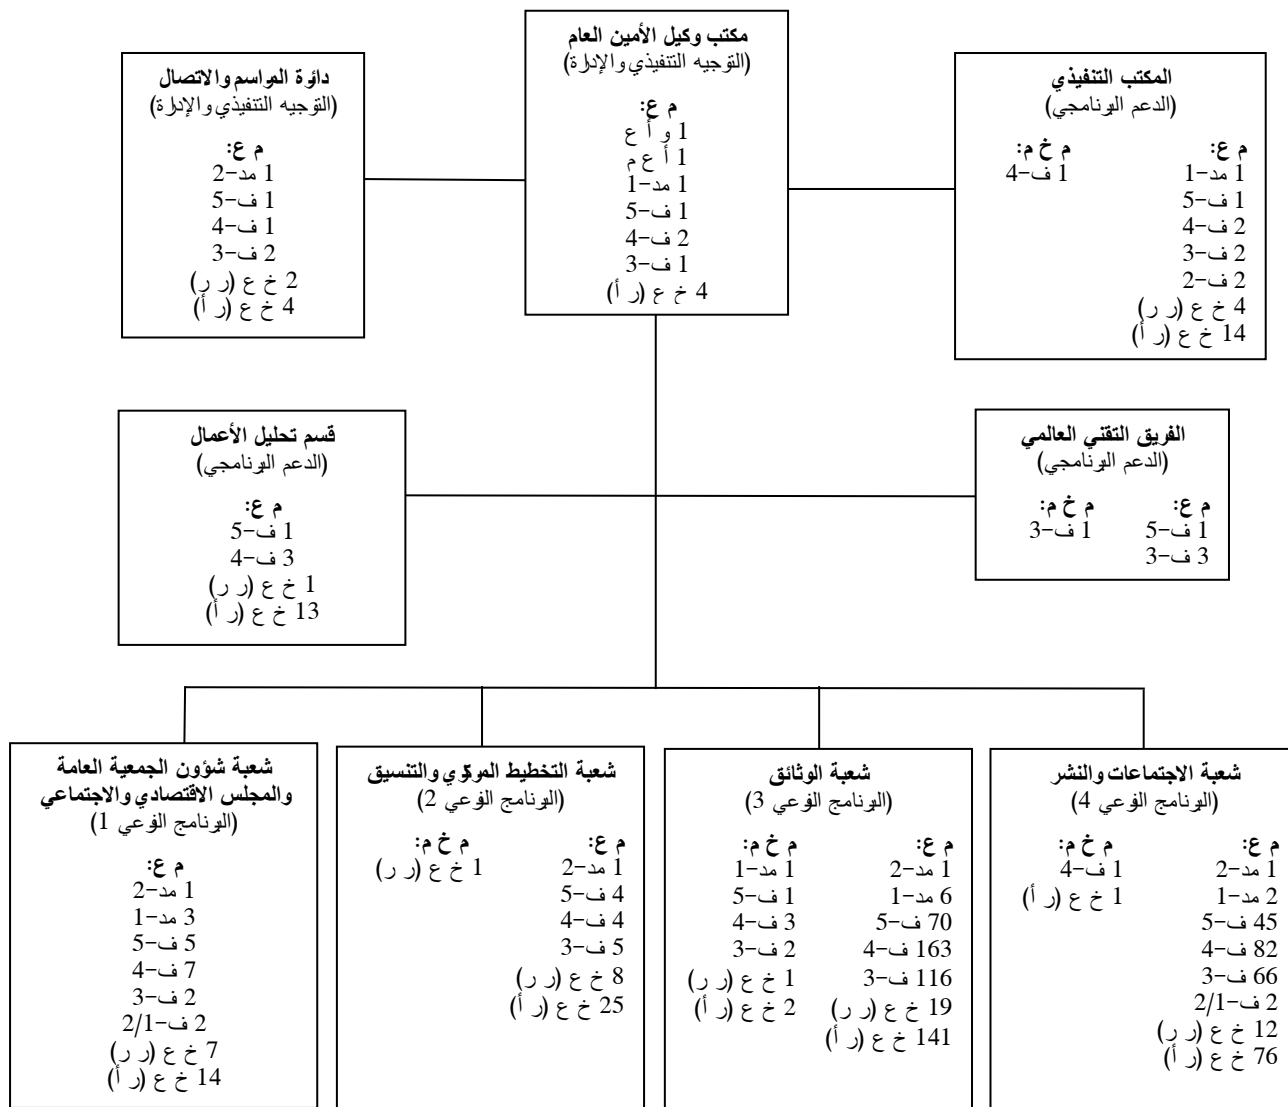 مكتب وكيل الأمين العام
(التوجيه التنفيذي والإدارة)
م ع:
1 و أ ع
1 أ ع م
1 مد-1
1 ف-5
2 ف-4
1 ف-3
4 خ ع (ر أ)
المكتب التنفيذي
(الدعم البرنامجي)
م ع:
1 مد-1
1 ف-5
2 ف-4
2 ف-3
2 ف-2
4 خ ع (ر ر)
14 خ ع (ر أ)
م خ م:
1 ف-4
دائرة المراسم والاتصال
(التوجيه التنفيذي والإدارة)
م ع:
1 مد-2
1 ف-5
1 ف-4
2 ف-3
2 خ ع (ر ر)
4 خ ع (ر أ)
الفريق التقني العالمي
(الدعم البرنامجي)
م ع:
1 ف-5
3 ف-3
م خ م:
1 ف-3
قسم تحليل الأعمال
(الدعم البرنامجي)
م ع:
1 ف-5
3 ف-4
1 خ ع (ر ر)
13 خ ع (ر أ)
شعبة شؤون الجمعية العامة
والمجلس الاقتصادي والاجتماعي
(البرنامج الفرعي 1)
م ع:
1 مد-2
3 مد-1
5 ف-5
7 ف-4
2 ف-3
2 ف-2/1
7 خ ع (ر ر)
14 خ ع (ر أ)
شعبة التخطيط المركزي والتنسيق
(البرنامج الفرعي 2)
م ع:
1 مد-2
4 ف-5
4 ف-4
5 ف-3
8 خ ع (ر ر)
25 خ ع (ر أ)
م خ م:
1 خ ع (ر ر)
شعبة الوثائق
(البرنامج الفرعي 3)
م ع:
1 مد-2
6 مد-1
70 ف-5
163 ف-4
116 ف-3
19 خ ع (ر ر)
141 خ ع (ر أ)
م خ م:
1 مد-1
1 ف-5
3 ف-4
2 ف-3
1 خ ع (ر ر)
2 خ ع (ر أ)
شعبة الاجتماعات والنشر
(البرنامج الفرعي 4)
م ع:
1 مد-2
2 مد-1
45 ف-5
82 ف-4
66 ف-3
2 ف-2/1
12 خ ع (ر ر)
76 خ ع (ر أ)
م خ م:
1 ف-4
1 خ ع (ر أ)